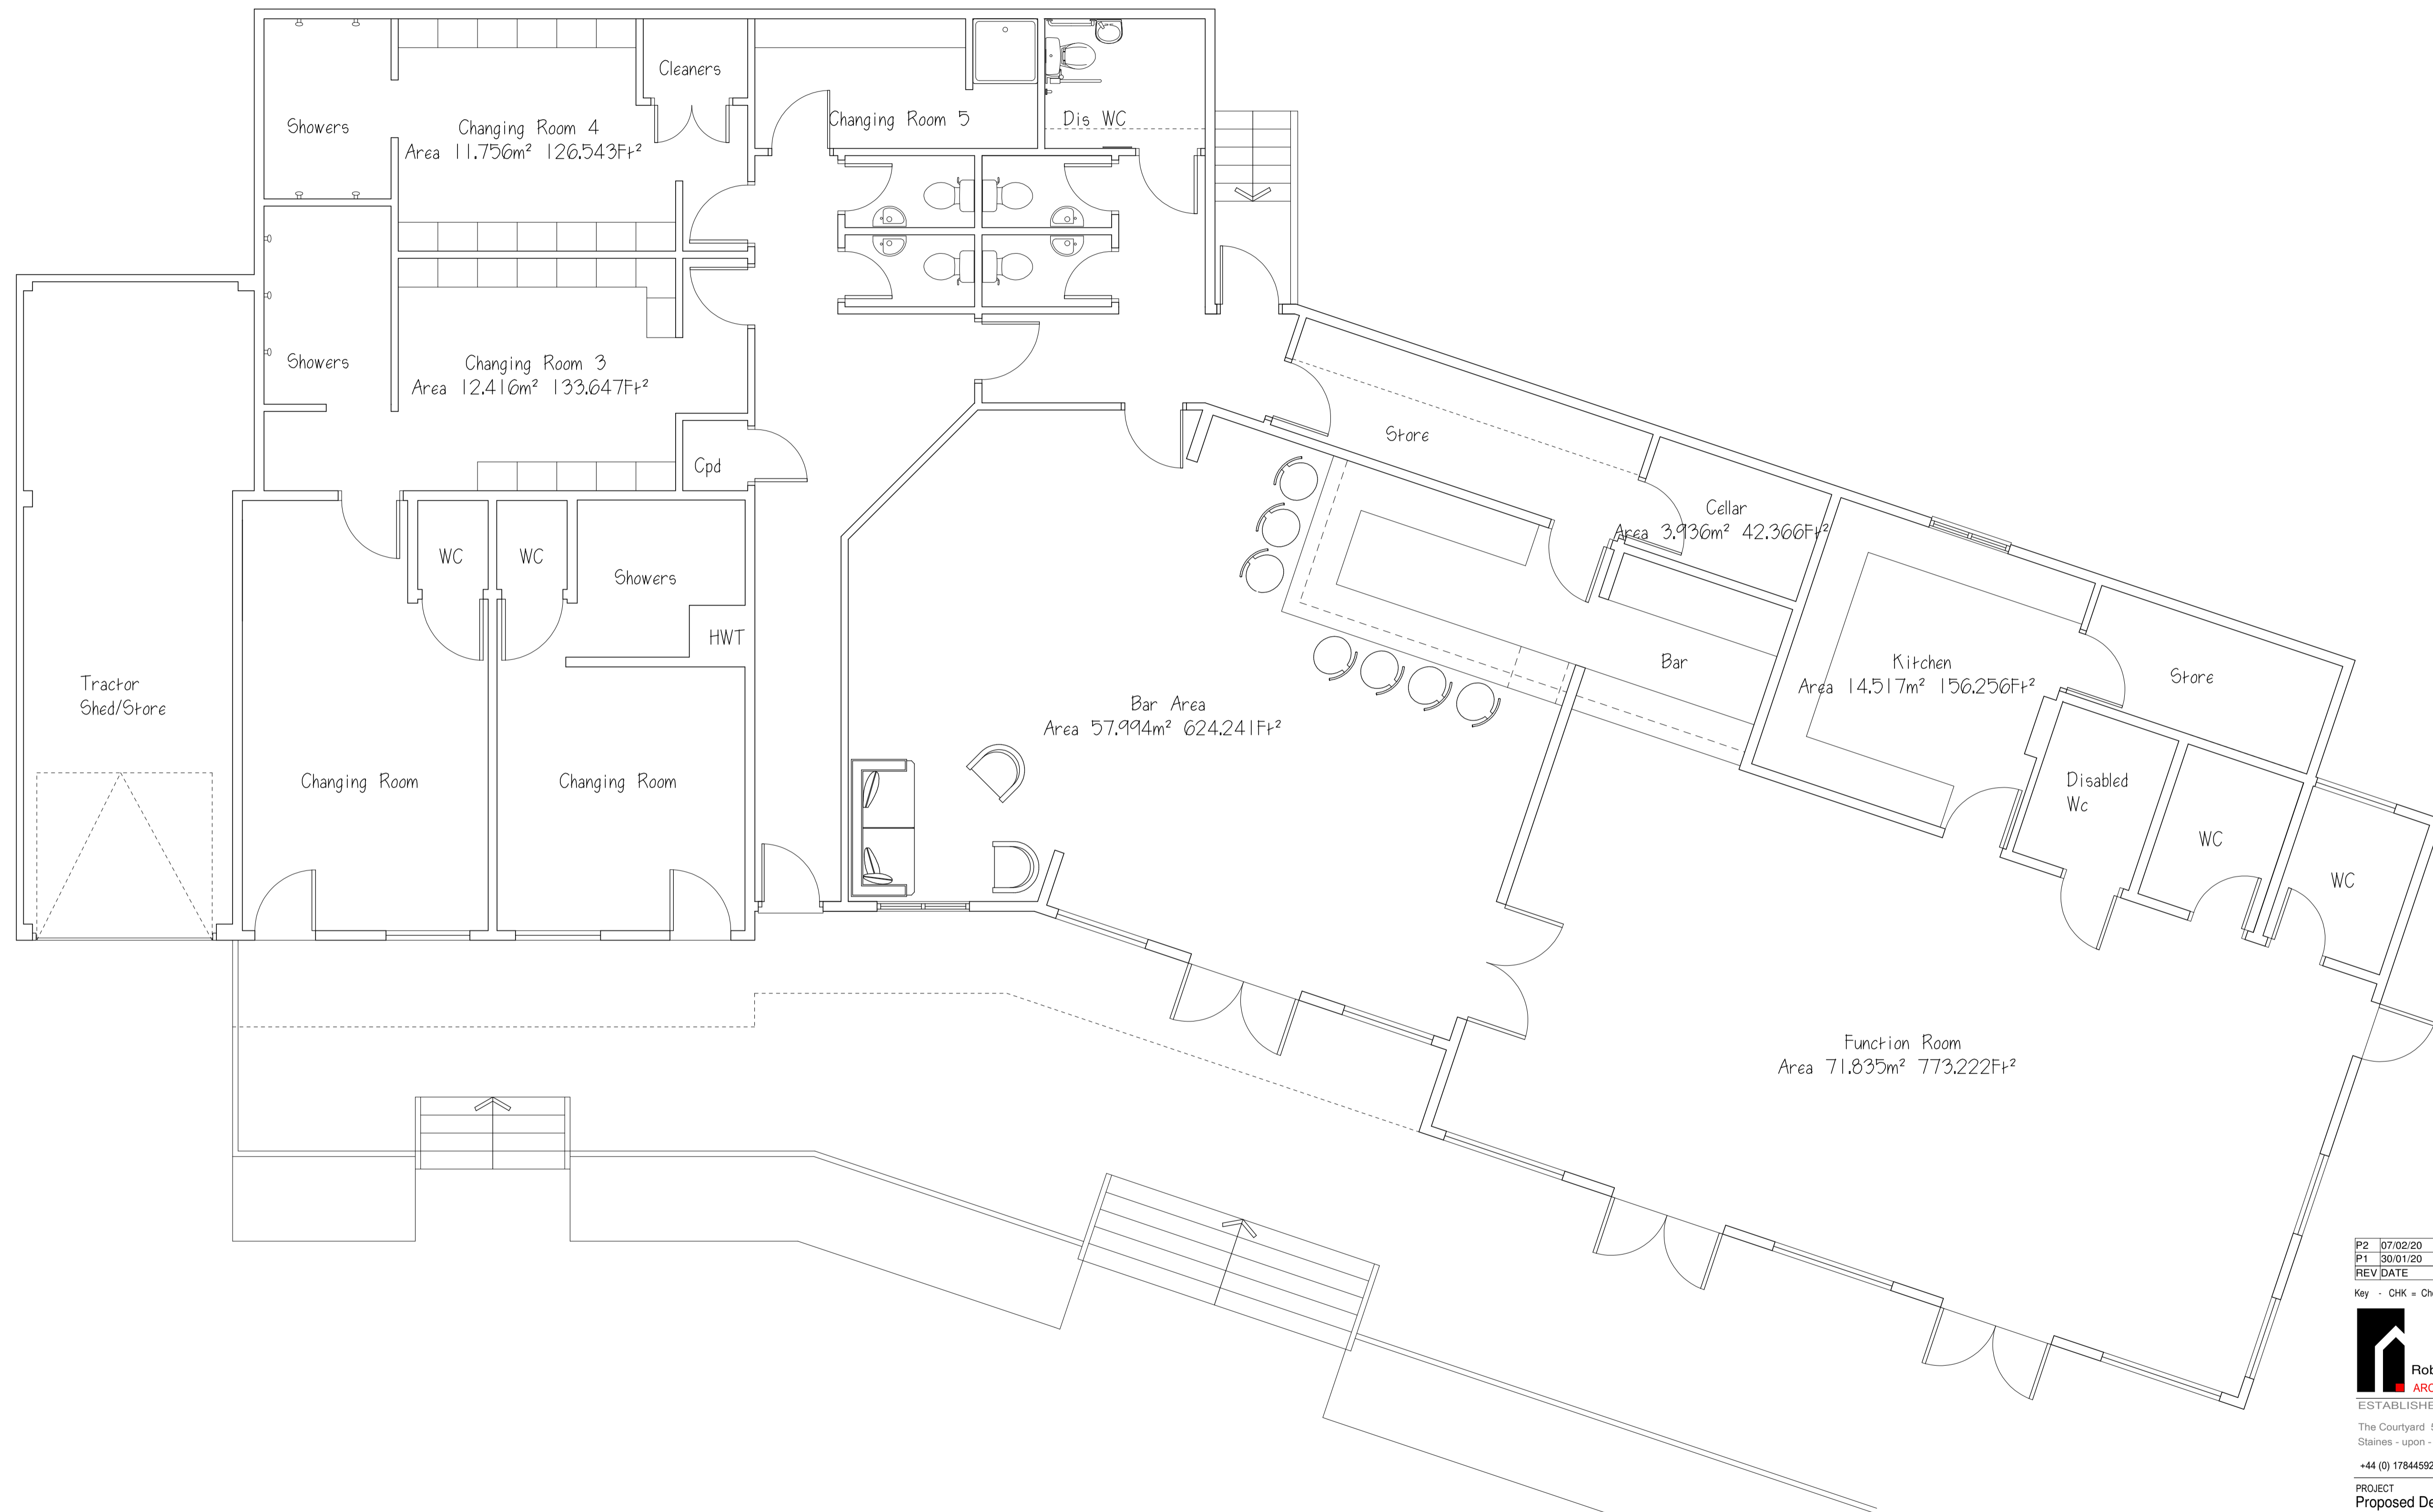 Cleaners
Showers
Changing Room 4
Area 11.756m² 126.543Ft²
Changing Room 5
Dis WC
Showers
Changing Room 3
Area 12.416m² 133.647Ft²
Cpd
Store
Cellar
Area 3.936m² 42.366Ft²
WC
WC
Showers
HWT
Tractor
Shed/Store
Changing Room
Changing Room
Bar Area
Area 57.994m² 624.241Ft²
Bar
Kitchen
Area 14.517m² 156.256Ft²
Store
Disabled
Wc
WC
WC
Function Room
Area 71.835m² 773.222Ft²
P2 07/02/20
P1 30/01/20
REV DATE
Key - CHK =
ESTABLISHE
The Courtyard
Staines - upon -
+44 (0) 17844592
PROJECT
Proposed